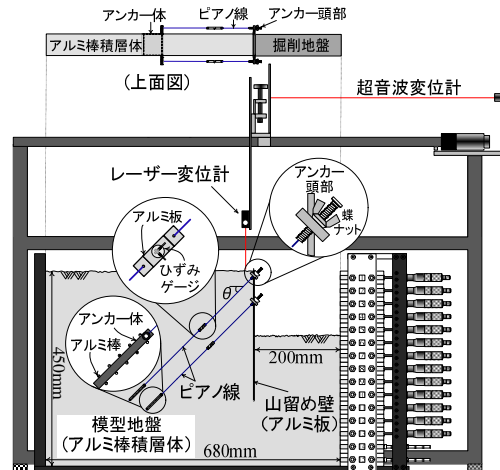 アンカー体
ピアノ線
アンカー頭部
アルミ棒積層体
掘削地盤
(上面図)
超音波変位計
レーザー変位計
アンカー
頭部
蝶
ナット
アルミ板
ひずみ
ゲージ
θ
アンカー体
アルミ棒
450mm
200mm
ピアノ線
山留め壁
(アルミ板)
模型地盤
(アルミ棒積層体)
680mm